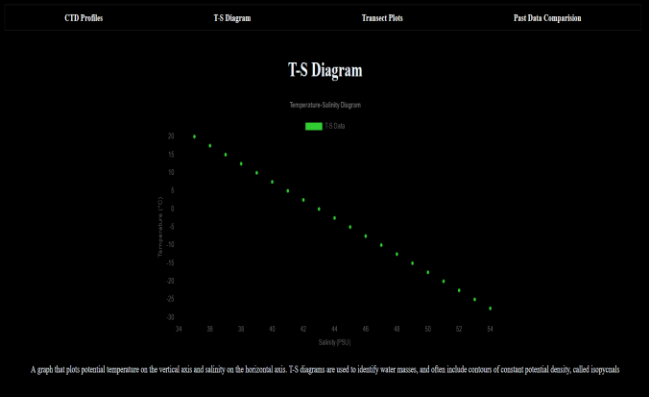 CTD Profiles T-S Diagram Transect Plots Past Data Comparision
T-S Diagram
Temperature-Salinity Diagram
T-S Data
20
15
10
5
0
-5
-10
-15
-20
-25
-30
Temperature (°C)
34 36 38 40 42 44 46 48 50 52 54
Salinity (PSU)
A graph that plots potential temperature on the vertical axis and salinity on the horizontal axis. T-S diagrams are used to identify water masses, and often include contours of constant potential density, called isopycnals